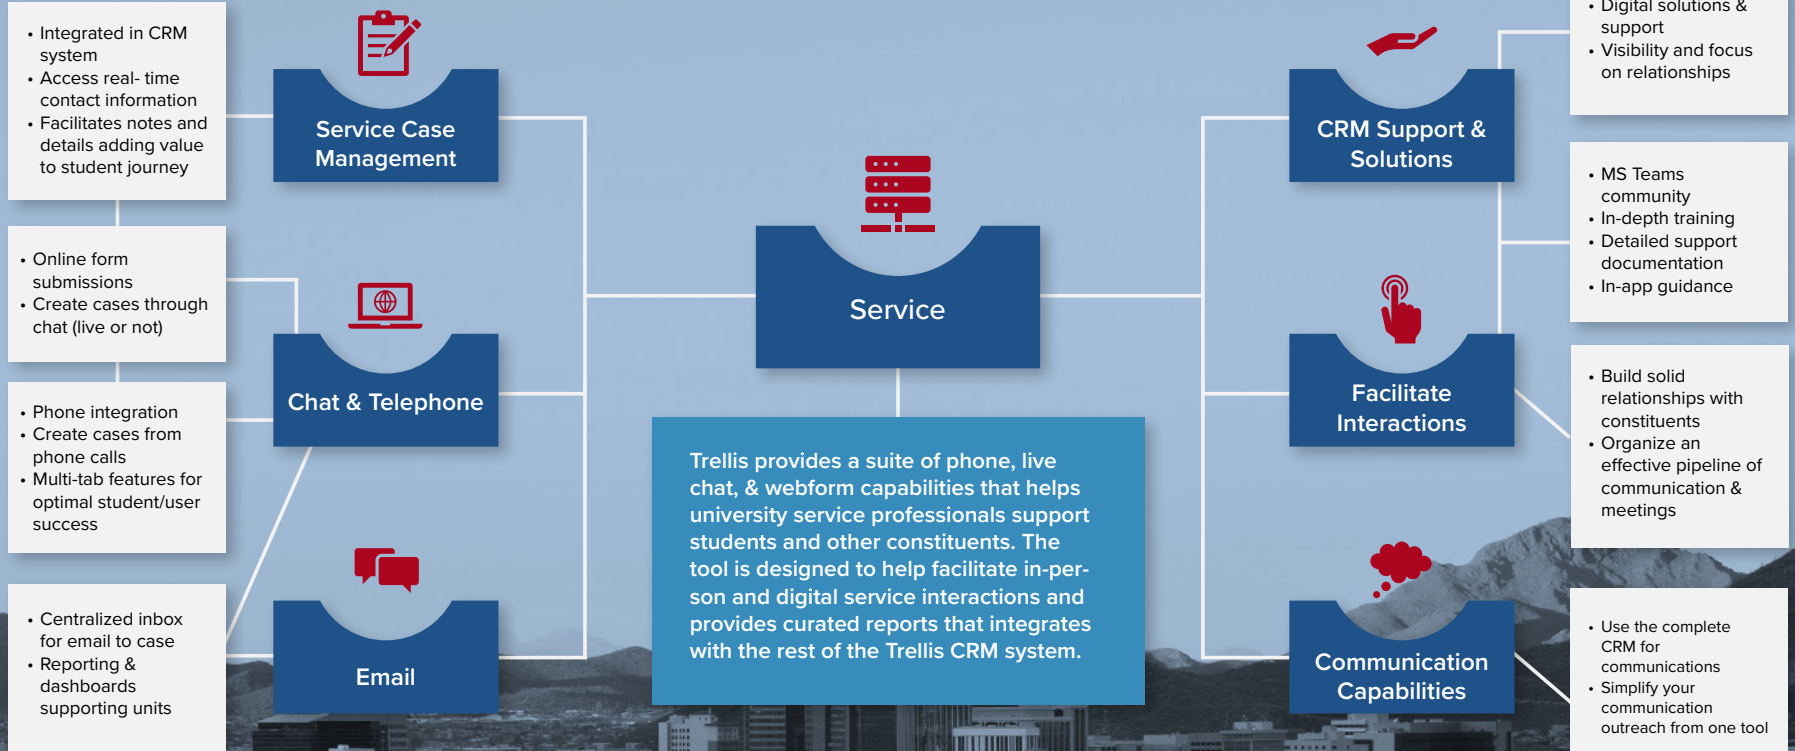 • Integrated in CRM
system
• Access real- time
contact information
• Facilitates notes and
details adding value
to student journey
• Online form
submissions
• Create cases through
chat (live or not)
• Phone integration
• Create cases from
phone calls
• Multi-tab features for
optimal student/user
success
• Centralized inbox
for email to case
• Reporting &
dashboards
supporting units
Service Case
Management
Chat & Telephone
Email
Service
Trellis provides a suite of phone, live
chat, & webform capabilities that helps
university service professionals support
students and other constituents. The
tool is designed to help facilitate in-per-
son and digital service interactions and
provides curated reports that integrates
with the rest of the Trellis CRM system.
CRM Support &
Solutions
Facilitate
Interactions
Communication
Capabilities
• Digital solutions &
support
• Visibility and focus
on relationships
• MS Teams
community
• In-depth training
• Detailed support
documentation
• In-app guidance
• Build solid
relationships with
constituents
• Organize an
effective pipeline of
communication &
meetings
• Use the complete
CRM for
communications
• Simplify your
communication
outreach from one tool